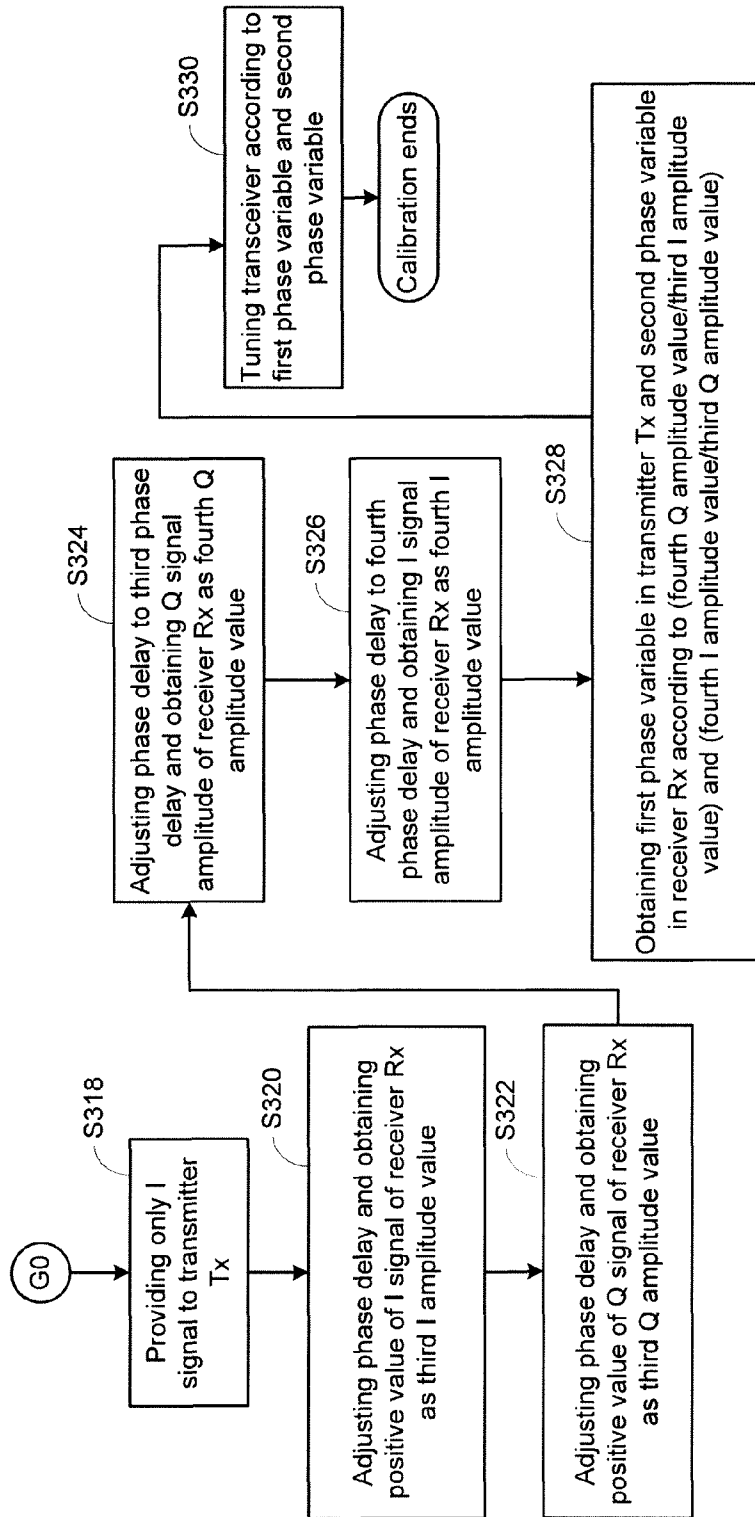 G0
Providing only I
signal to transmitter
Tx
S318
Adjusting phase delay and obtaining
positive value of I signal of receiver Rx
as third I amplitude value
S320
Adjusting phase delay and obtaining
positive value of Q signal of receiver Rx
as third Q amplitude value
S322
Adjusting phase delay to third phase
delay and obtaining Q signal
amplitude of receiver Rx as fourth Q
amplitude value
S324
Adjusting phase delay to fourth
phase delay and obtaining I signal
amplitude of receiver Rx as fourth I
amplitude value
S326
Obtaining first phase variable in transmitter Tx and second phase variable
in receiver Rx according to (fourth Q amplitude value/third I amplitude
value) and (fourth I amplitude value/third Q amplitude value)
S328
Tuning transceiver according to
first phase variable and second
phase variable
S330
Calibration ends